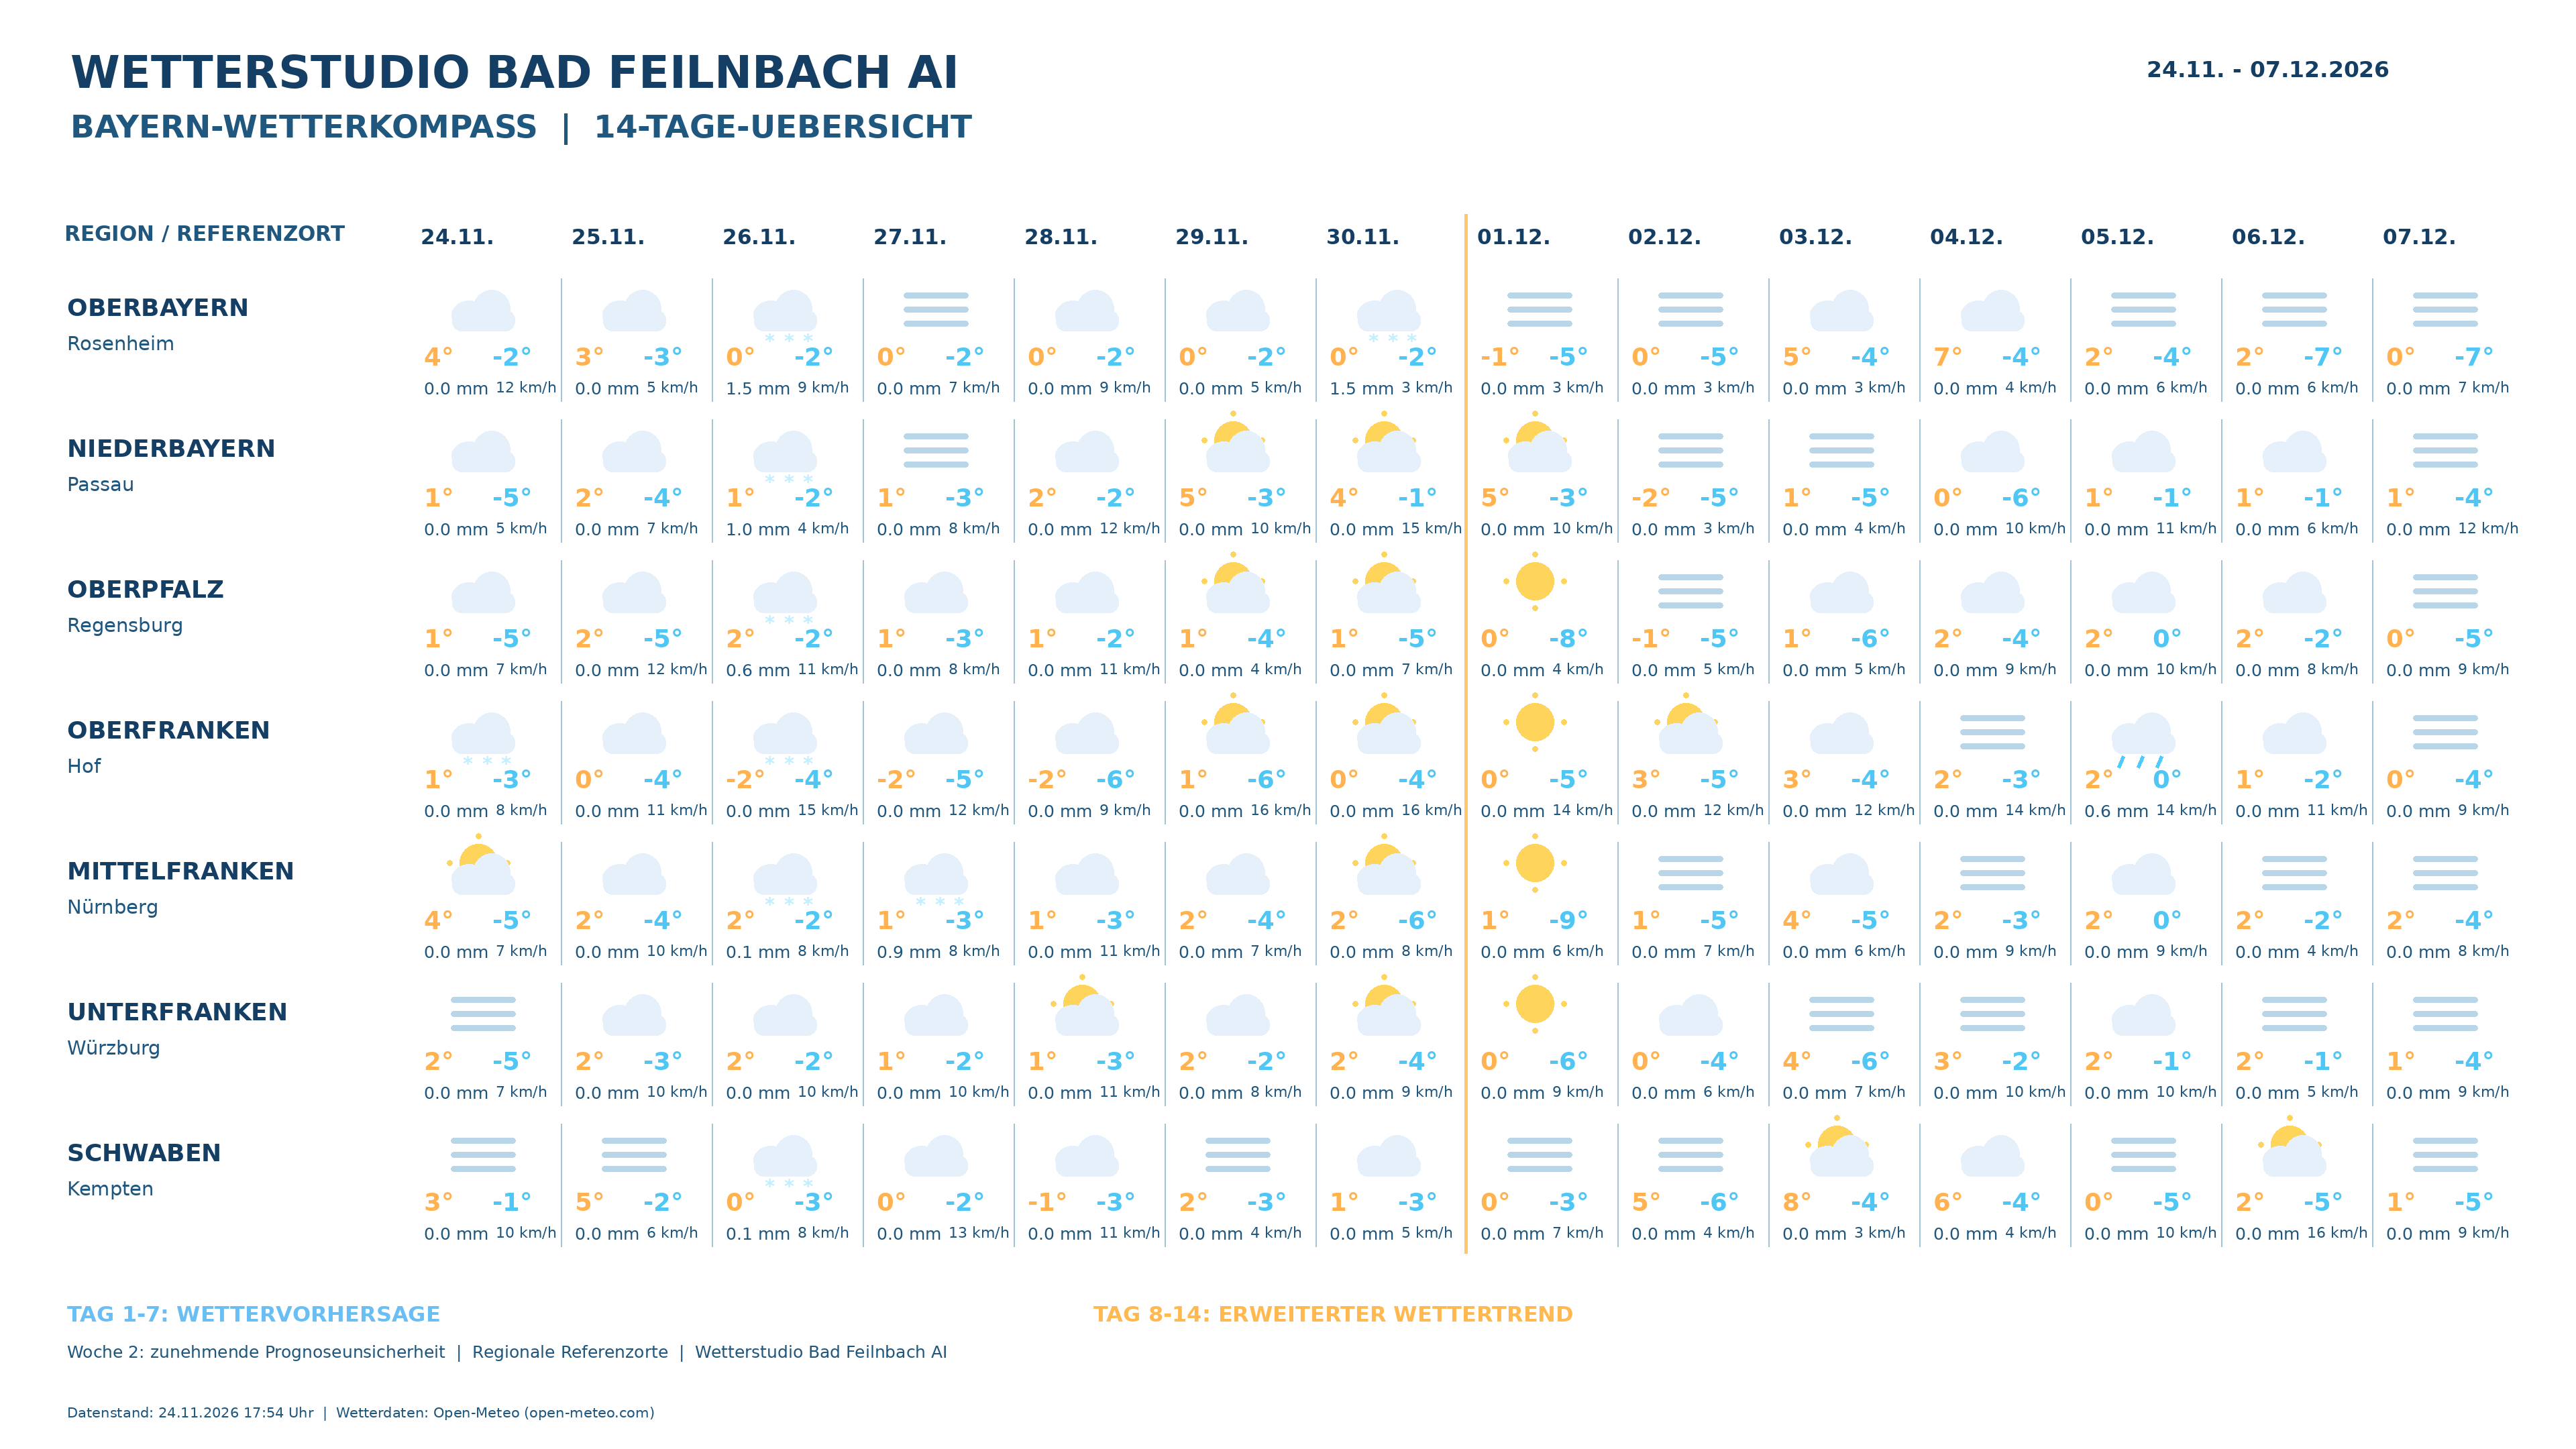 WETTERSTUDIO BAD FEILNBACH AI
24.11. - 07.12.2026
BAYERN-WETTERKOMPASS | 14-TAGE-UEBERSICHT
REGION / REFERENZORT 24.11. 25.11. 26.11. 27.11. 28.11. 29.11. 30.11. 01.12. 02.12. 03.12. 04.12. 05.12. 06.12. 07.12.
OBERBAYERN
Rosenheim
4° -2° 3° -3° 0° -2° 0° -2° 0° -2° 0° -2° 0° -2° -1° -5° 0° -5° 5° -4° 7° -4° 2° -4° 2° -7° 0° -7°
0.0 mm 12 km/h 0.0 mm 5 km/h 1.5 mm 9 km/h 0.0 mm 7 km/h 0.0 mm 9 km/h 0.0 mm 5 km/h 1.5 mm 3 km/h 0.0 mm 3 km/h 0.0 mm 3 km/h 0.0 mm 3 km/h 0.0 mm 4 km/h 0.0 mm 6 km/h 0.0 mm 6 km/h 0.0 mm 7 km/h
NIEDERBAYERN
Passau
1° -5° 2° -4° 1° -2° 1° -3° 2° -2° 5° -3° 4° -1° 5° -3° -2° -5° 1° -5° 0° -6° 1° -1° 1° -1° 1° -4°
0.0 mm 5 km/h 0.0 mm 7 km/h 1.0 mm 4 km/h 0.0 mm 8 km/h 0.0 mm 12 km/h 0.0 mm 10 km/h 0.0 mm 15 km/h 0.0 mm 10 km/h 0.0 mm 3 km/h 0.0 mm 4 km/h 0.0 mm 10 km/h 0.0 mm 11 km/h 0.0 mm 6 km/h 0.0 mm 12 km/h
OBERPFALZ
Regensburg
1° -5° 2° -5° 2° -2° 1° -3° 1° -2° 1° -4° 1° -5° 0° -8° -1° -5° 1° -6° 2° -4° 2° 0° 2° -2° 0° -5°
0.0 mm 7 km/h 0.0 mm 12 km/h 0.6 mm 11 km/h 0.0 mm 8 km/h 0.0 mm 11 km/h 0.0 mm 4 km/h 0.0 mm 7 km/h 0.0 mm 4 km/h 0.0 mm 5 km/h 0.0 mm 5 km/h 0.0 mm 9 km/h 0.0 mm 10 km/h 0.0 mm 8 km/h 0.0 mm 9 km/h
OBERFRANKEN
Hof
1° -3° 0° -4° -2° -4° -2° -5° -2° -6° 1° -6° 0° -4° 0° -5° 3° -5° 3° -4° 2° -3° 2° 0° 1° -2° 0° -4°
0.0 mm 8 km/h 0.0 mm 11 km/h 0.0 mm 15 km/h 0.0 mm 12 km/h 0.0 mm 9 km/h 0.0 mm 16 km/h 0.0 mm 16 km/h 0.0 mm 14 km/h 0.0 mm 12 km/h 0.0 mm 12 km/h 0.0 mm 14 km/h 0.6 mm 14 km/h 0.0 mm 11 km/h 0.0 mm 9 km/h
MITTELFRANKEN
Nürnberg
4° -5° 2° -4° 2° -2° 1° -3° 1° -3° 2° -4° 2° -6° 1° -9° 1° -5° 4° -5° 2° -3° 2° 0° 2° -2° 2° -4°
0.0 mm 7 km/h 0.0 mm 10 km/h 0.1 mm 8 km/h 0.9 mm 8 km/h 0.0 mm 11 km/h 0.0 mm 7 km/h 0.0 mm 8 km/h 0.0 mm 6 km/h 0.0 mm 7 km/h 0.0 mm 6 km/h 0.0 mm 9 km/h 0.0 mm 9 km/h 0.0 mm 4 km/h 0.0 mm 8 km/h
UNTERFRANKEN
Würzburg
2° -5° 2° -3° 2° -2° 1° -2° 1° -3° 2° -2° 2° -4° 0° -6° 0° -4° 4° -6° 3° -2° 2° -1° 2° -1° 1° -4°
0.0 mm 7 km/h 0.0 mm 10 km/h 0.0 mm 10 km/h 0.0 mm 10 km/h 0.0 mm 11 km/h 0.0 mm 8 km/h 0.0 mm 9 km/h 0.0 mm 9 km/h 0.0 mm 6 km/h 0.0 mm 7 km/h 0.0 mm 10 km/h 0.0 mm 10 km/h 0.0 mm 5 km/h 0.0 mm 9 km/h
SCHWABEN
Kempten
3° -1° 5° -2° 0° -3° 0° -2° -1° -3° 2° -3° 1° -3° 0° -3° 5° -6° 8° -4° 6° -4° 0° -5° 2° -5° 1° -5°
0.0 mm 10 km/h 0.0 mm 6 km/h 0.1 mm 8 km/h 0.0 mm 13 km/h 0.0 mm 11 km/h 0.0 mm 4 km/h 0.0 mm 5 km/h 0.0 mm 7 km/h 0.0 mm 4 km/h 0.0 mm 3 km/h 0.0 mm 4 km/h 0.0 mm 10 km/h 0.0 mm 16 km/h 0.0 mm 9 km/h
TAG 1-7: WETTERVORHERSAGE
TAG 8-14: ERWEITERTER WETTERTREND
Woche 2: zunehmende Prognoseunsicherheit | Regionale Referenzorte | Wetterstudio Bad Feilnbach AI
Datenstand: 24.11.2026 17:54 Uhr | Wetterdaten: Open-Meteo (open-meteo.com)